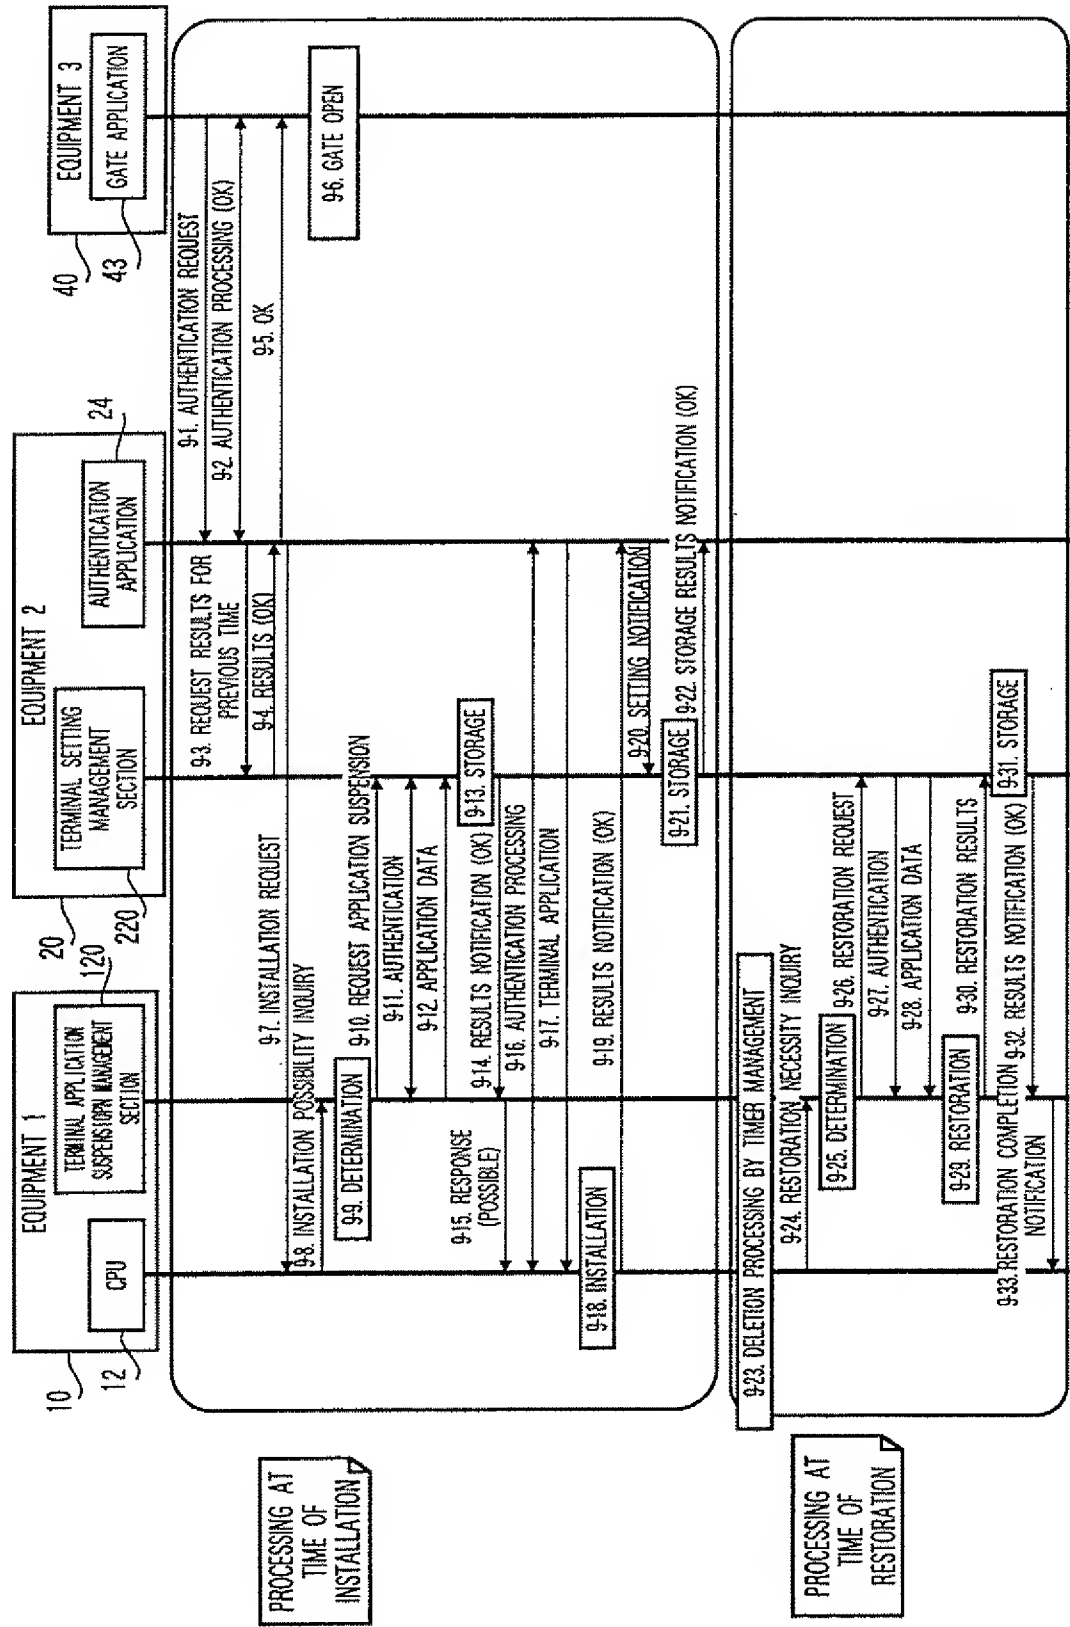 EQUIPMENT 1
10
CPU
12
TERMINAL APPLICATION
SUSPENSIOPN MANAGEMENT
SECTION
120
EQUIPMENT 2
20
TERMINAL SETTING
MANAGEMENT
SECTION
220
AUTHENTICATION
APPLICATION
24
EQUIPMENT 3
40
GATE APPLICATION
43
PROCESSING AT
TIME OF
INSTALLATION
9-1. AUTHENTICATION REQUEST
9-2. AUTHENTICATION PROCESSING (OK)
9-3. REQUEST RESULTS FOR
PREVIOUS TIME
9-4. RESULTS (OK)
9-5. OK
9-6. GATE OPEN
9-7. INSTALLATION REQUEST
9-8. INSTALLATION POSSIBILITY INQUIRY
9-9. DETERMINATION
9-10. REQUEST APPLICATION SUSPENSION
9-11. AUTHENTICATION
9-12. APPLICATION DATA
9-13. STORAGE
9-14. RESULTS NOTIFICATION (OK)
9-15. RESPONSE
(POSSIBLE)
9-16. AUTHENTICATION PROCESSING
9-17. TERMINAL APPLICATION
9-18. INSTALLATION
9-19. RESULTS NOTIFICATION (OK)
9-20. SETTING NOTIFICATION
9-21. STORAGE
9-22. STORAGE RESULTS NOTIFICATION (OK)
PROCESSING AT
TIME OF
RESTORATION
9-23. DELETION PROCESSING BY TIMER MANAGEMENT
9-24. RESTORATION NECESSITY INQUIRY
9-25. DETERMINATION
9-26. RESTORATION REQUEST
9-27. AUTHENTICATION
9-28. APPLICATION DATA
9-29. RESTORATION
9-30. RESTORATION RESULTS
9-31. STORAGE
9-32. RESULTS NOTIFICATION (OK)
9-33. RESTORATION COMPLETION
NOTIFICATION